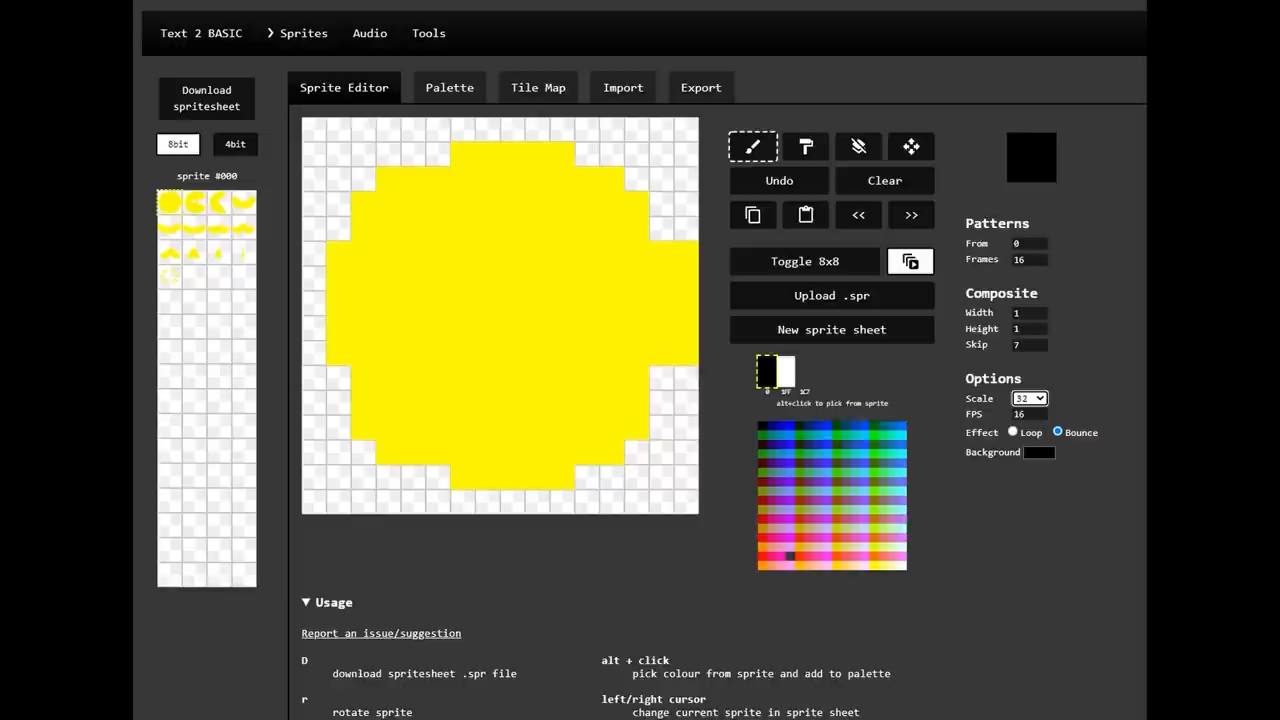 Text 2 BASIC
❯ Sprites
Audio
Tools
Download
spritesheet
8bit
4bit
sprite #000
Sprite Editor
Palette
Tile Map
Import
Export
Undo
Clear
<<
>>
Toggle 8x8
Upload .spr
New sprite sheet
0
1FF
1C7
alt+click to pick from sprite
Patterns
From 0
Frames 16
Composite
Width 1
Height 1
Skip 7
Options
Scale 32
FPS 16
Effect Loop Bounce
Background
▼ Usage
Report an issue/suggestion
D
download spritesheet .spr file
r
rotate sprite
alt + click
pick colour from sprite and add to palette
left/right cursor
change current sprite in sprite sheet